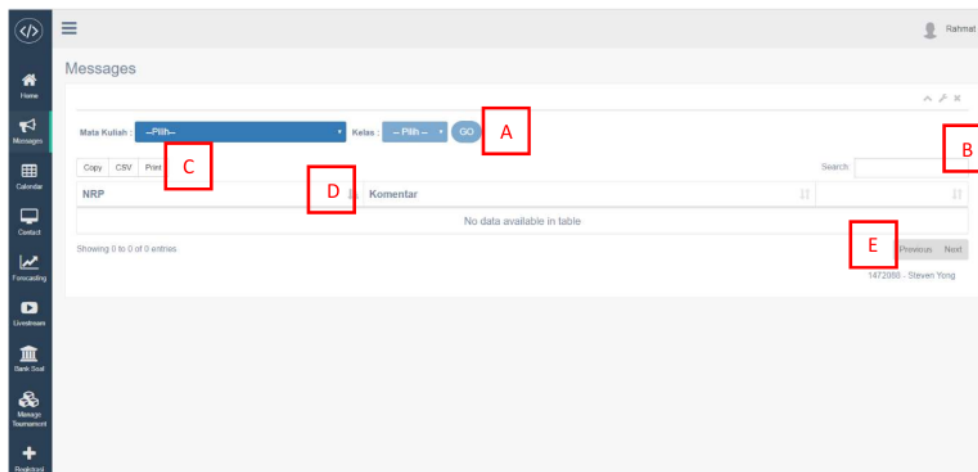 </>
Rahmat
Home
Messages
Messages
Calendar
Contact
Forecasting
Livestream
Bank Soal
Manage
Tournament
Registrasi
Mata Kuliah : --Pilih-- Kelas : -- Pilih -- GO A
B
Copy CSV Print C Search:
NRP D Komentar
No data available in table
Showing 0 to 0 of 0 entries E Previous Next
1472080 - Steven Yong